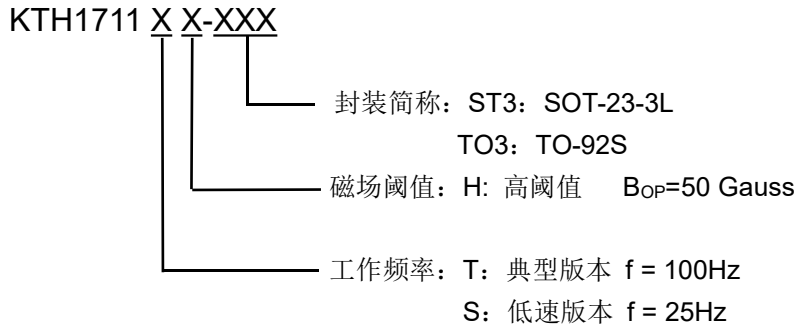 KTH1711 X X-XXX
封装简称：ST3：SOT-23-3L
TO3：TO-92S
磁场阈值：H: 高阈值 BOP=50 Gauss
工作频率：T：典型版本 f = 100Hz
S：低速版本 f = 25Hz